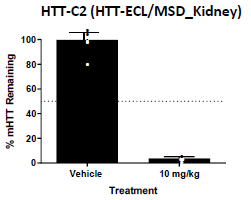 HTT-C2 (HTT-ECL/MSD_Kidney)
% mHTT Remaining
100
80
60
40
20
0
Vehicle 10 mg/kg
Treatment